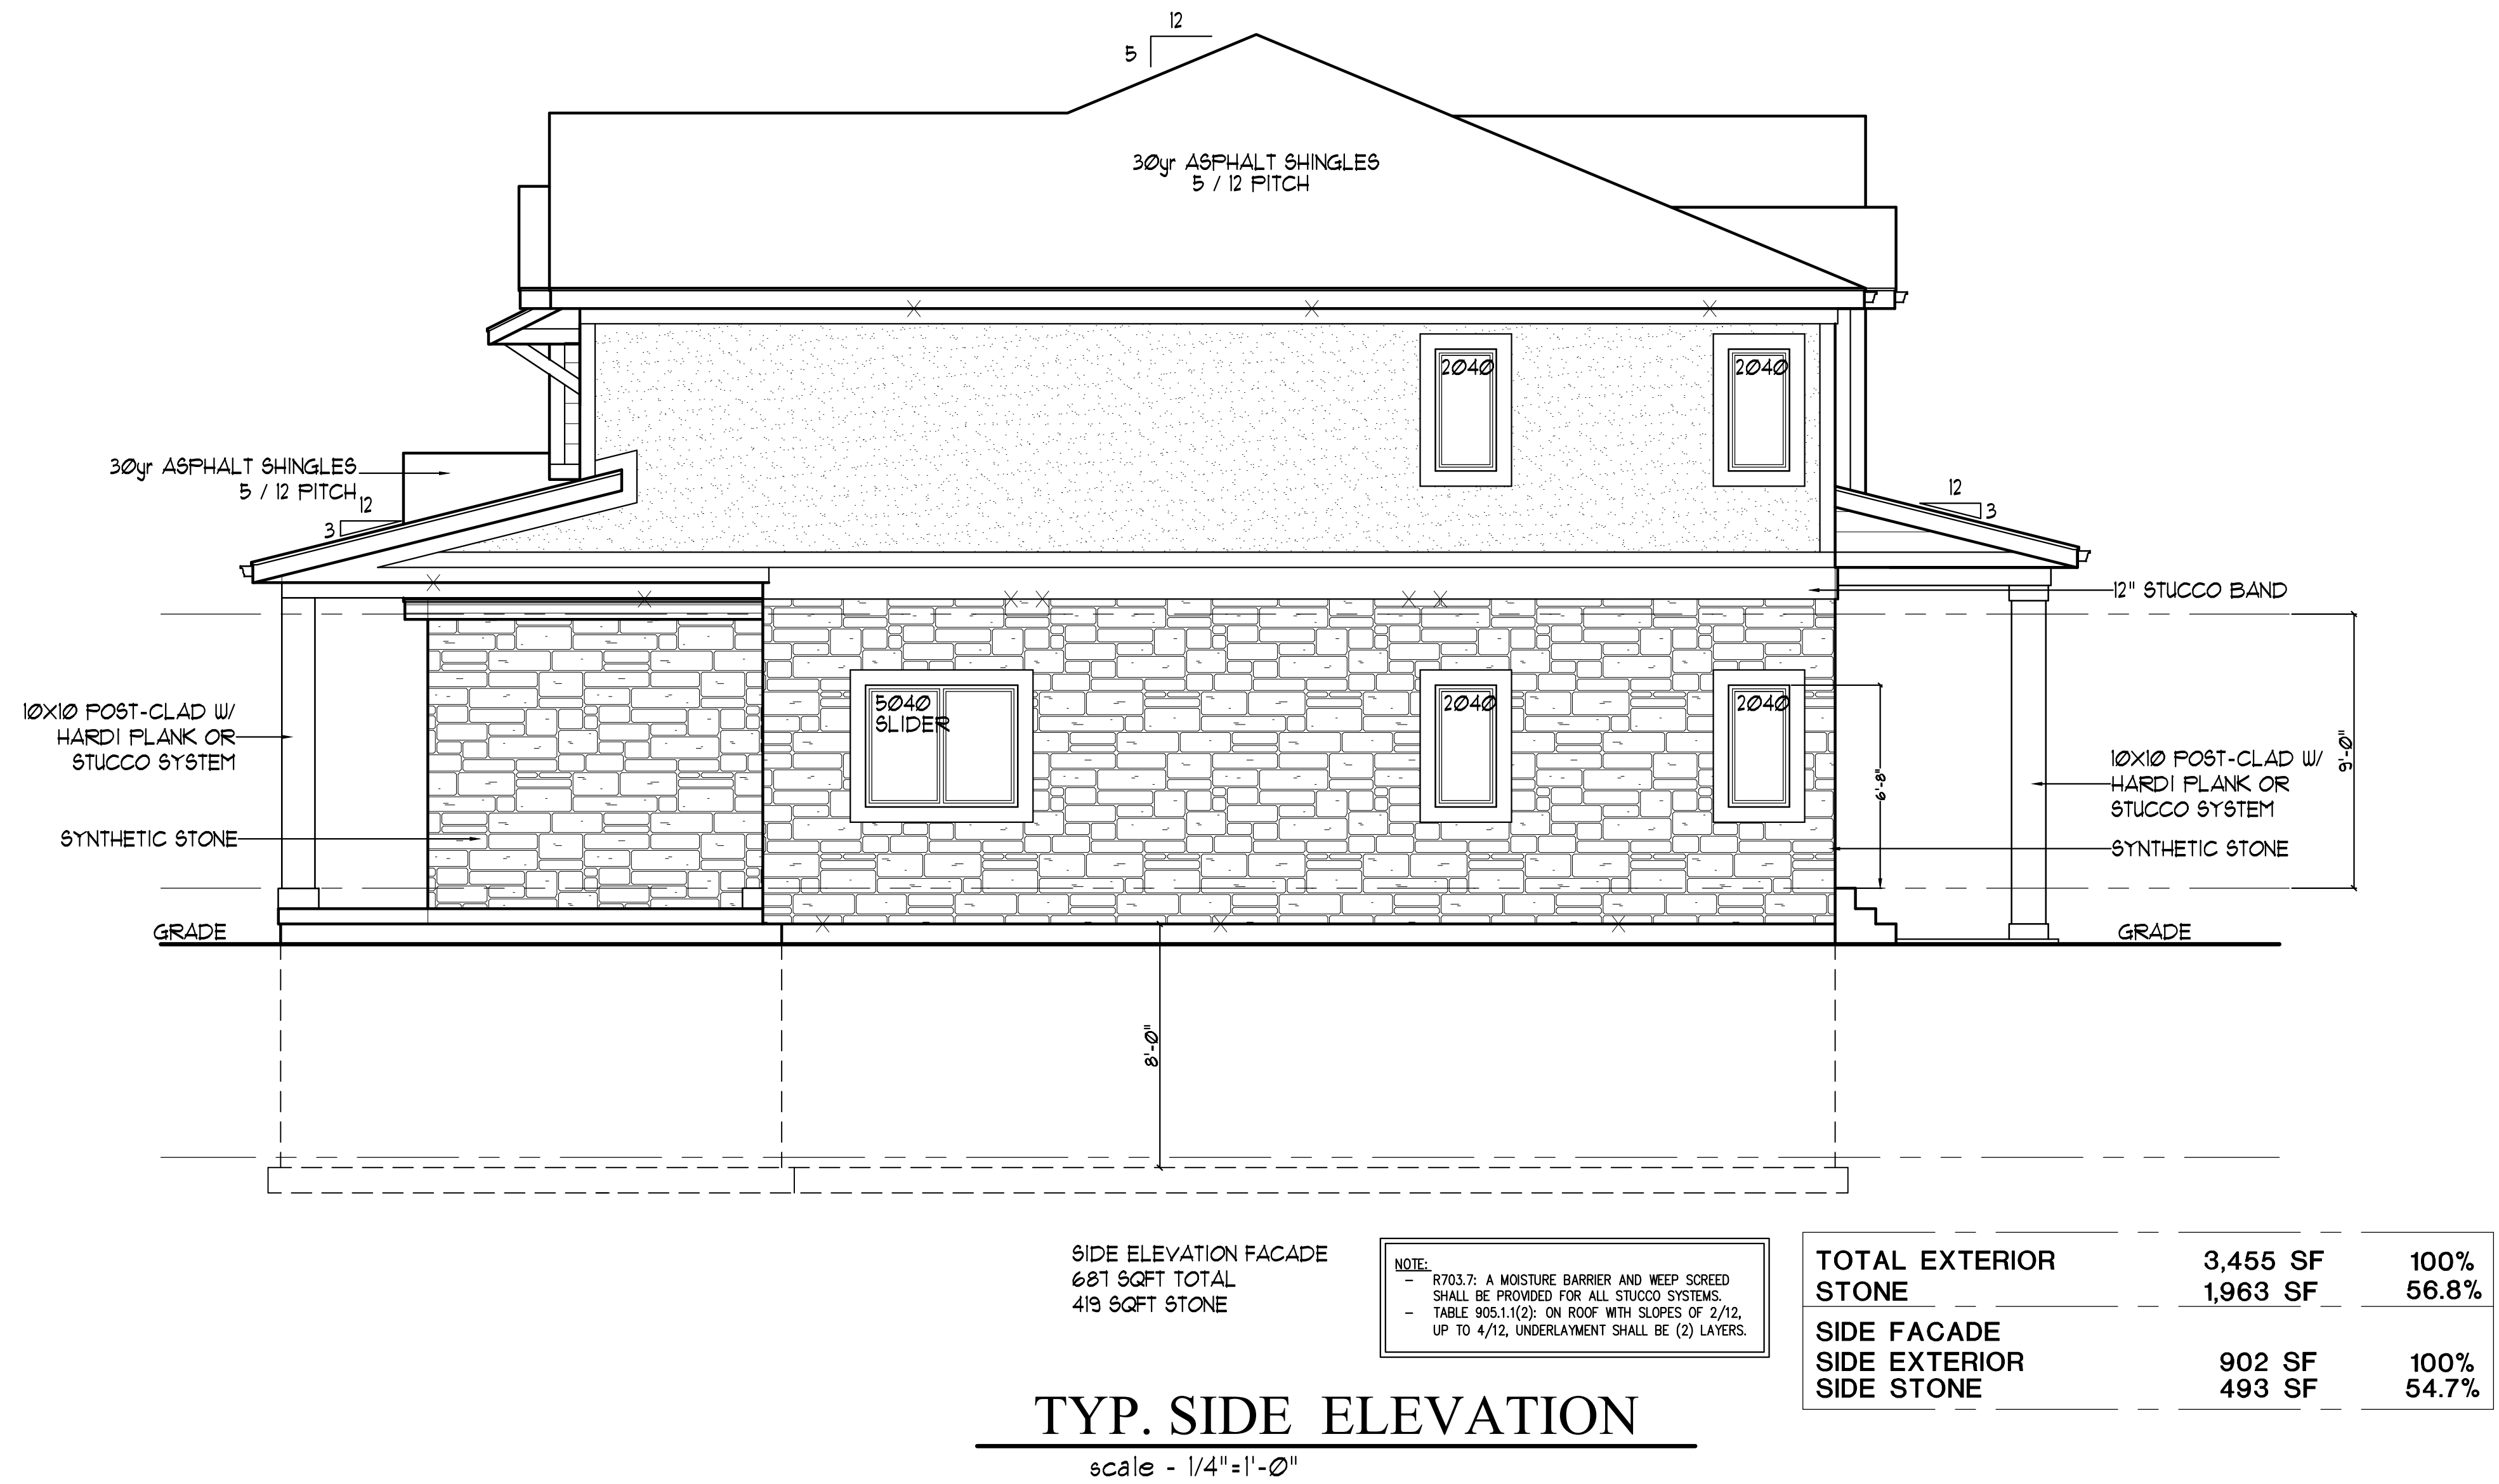 12
5
30yr ASPHALT SHINGLES
5 / 12 PITCH
2040
2040
30yr ASPHALT SHINGLES
5 / 12 PITCH
12
3
12
3
12" STUCCO BAND
10X10 POST-CLAD W/
HARDI PLANK OR
STUCCO SYSTEM
5040
SLIDER
2040
2040
6'-8"
9'-0"
10X10 POST-CLAD W/
HARDI PLANK OR
STUCCO SYSTEM
SYNTHETIC STONE
SYNTHETIC STONE
GRADE
GRADE
8'-0"
SIDE ELEVATION FACADE
687 SQFT TOTAL
419 SQFT STONE
NOTE:
- R703.7: A MOISTURE BARRIER AND WEEP SCREED
SHALL BE PROVIDED FOR ALL STUCCO SYSTEMS.
- TABLE 905.1.1(2): ON ROOF WITH SLOPES OF 2/12,
UP TO 4/12, UNDERLAYMENT SHALL BE (2) LAYERS.
TOTAL EXTERIOR 3,455 SF 100%
STONE 1,963 SF 56.8%
SIDE FACADE
SIDE EXTERIOR 902 SF 100%
SIDE STONE 493 SF 54.7%
TYP. SIDE ELEVATION
scale - 1/4"=1'-0"